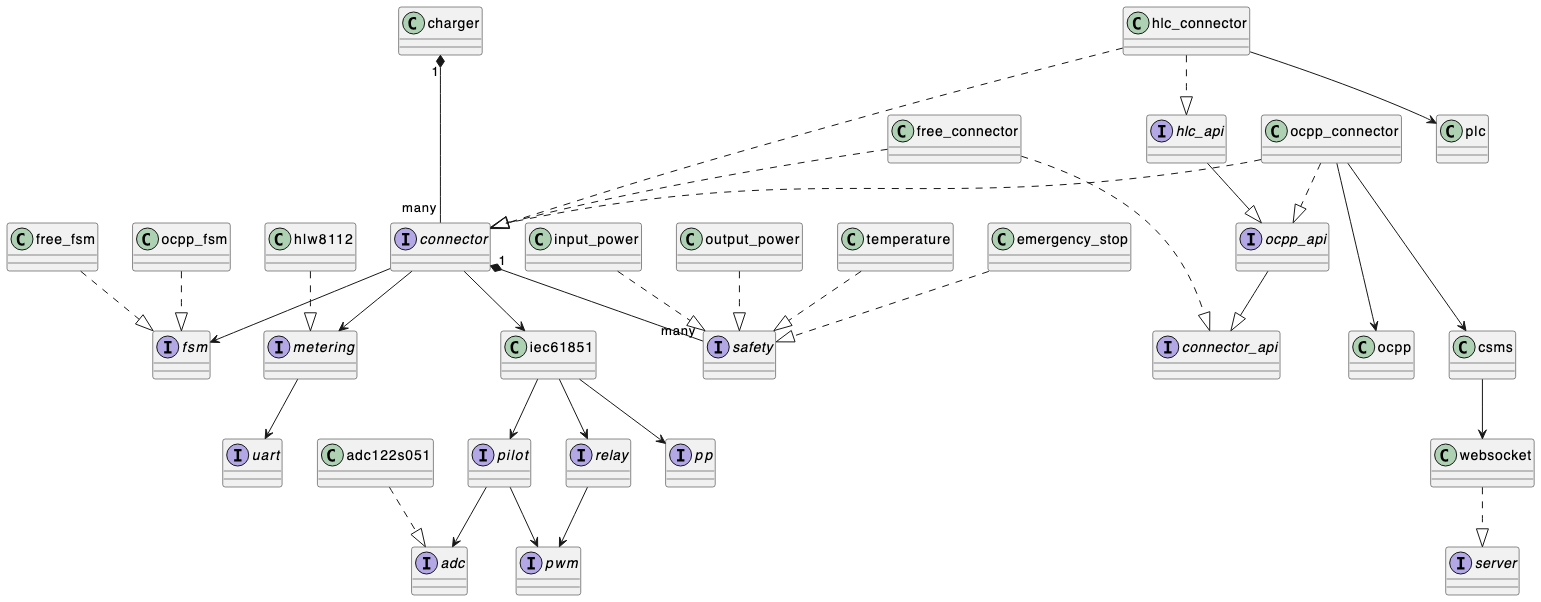 C charger
C hlc_connector
1
C free_connector
I hlc_api
C ocpp_connector
C plc
many
C free_fsm
C ocpp_fsm
C hlw8112
I connector
C input_power
C output_power
C temperature
C emergency_stop
I ocpp_api
1
many
I fsm
I metering
C iec61851
I safety
I connector_api
C ocpp
C csms
I uart
C adc122s051
I pilot
I relay
I pp
C websocket
I adc
I pwm
I server